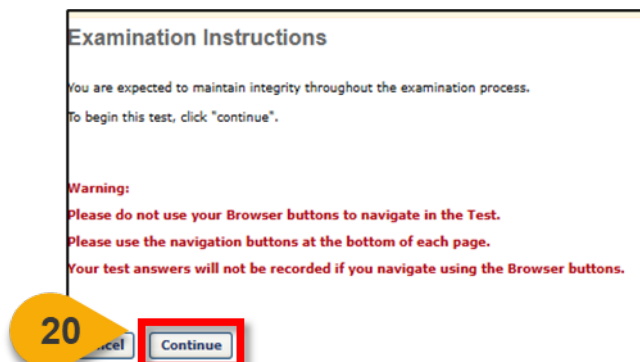 Examination Instructions
You are expected to maintain integrity throughout the examination process.
To begin this test, click "continue".
Warning:
Please do not use your Browser buttons to navigate in the Test.
Please use the navigation buttons at the bottom of each page.
Your test answers will not be recorded if you navigate using the Browser buttons.
20 Continue